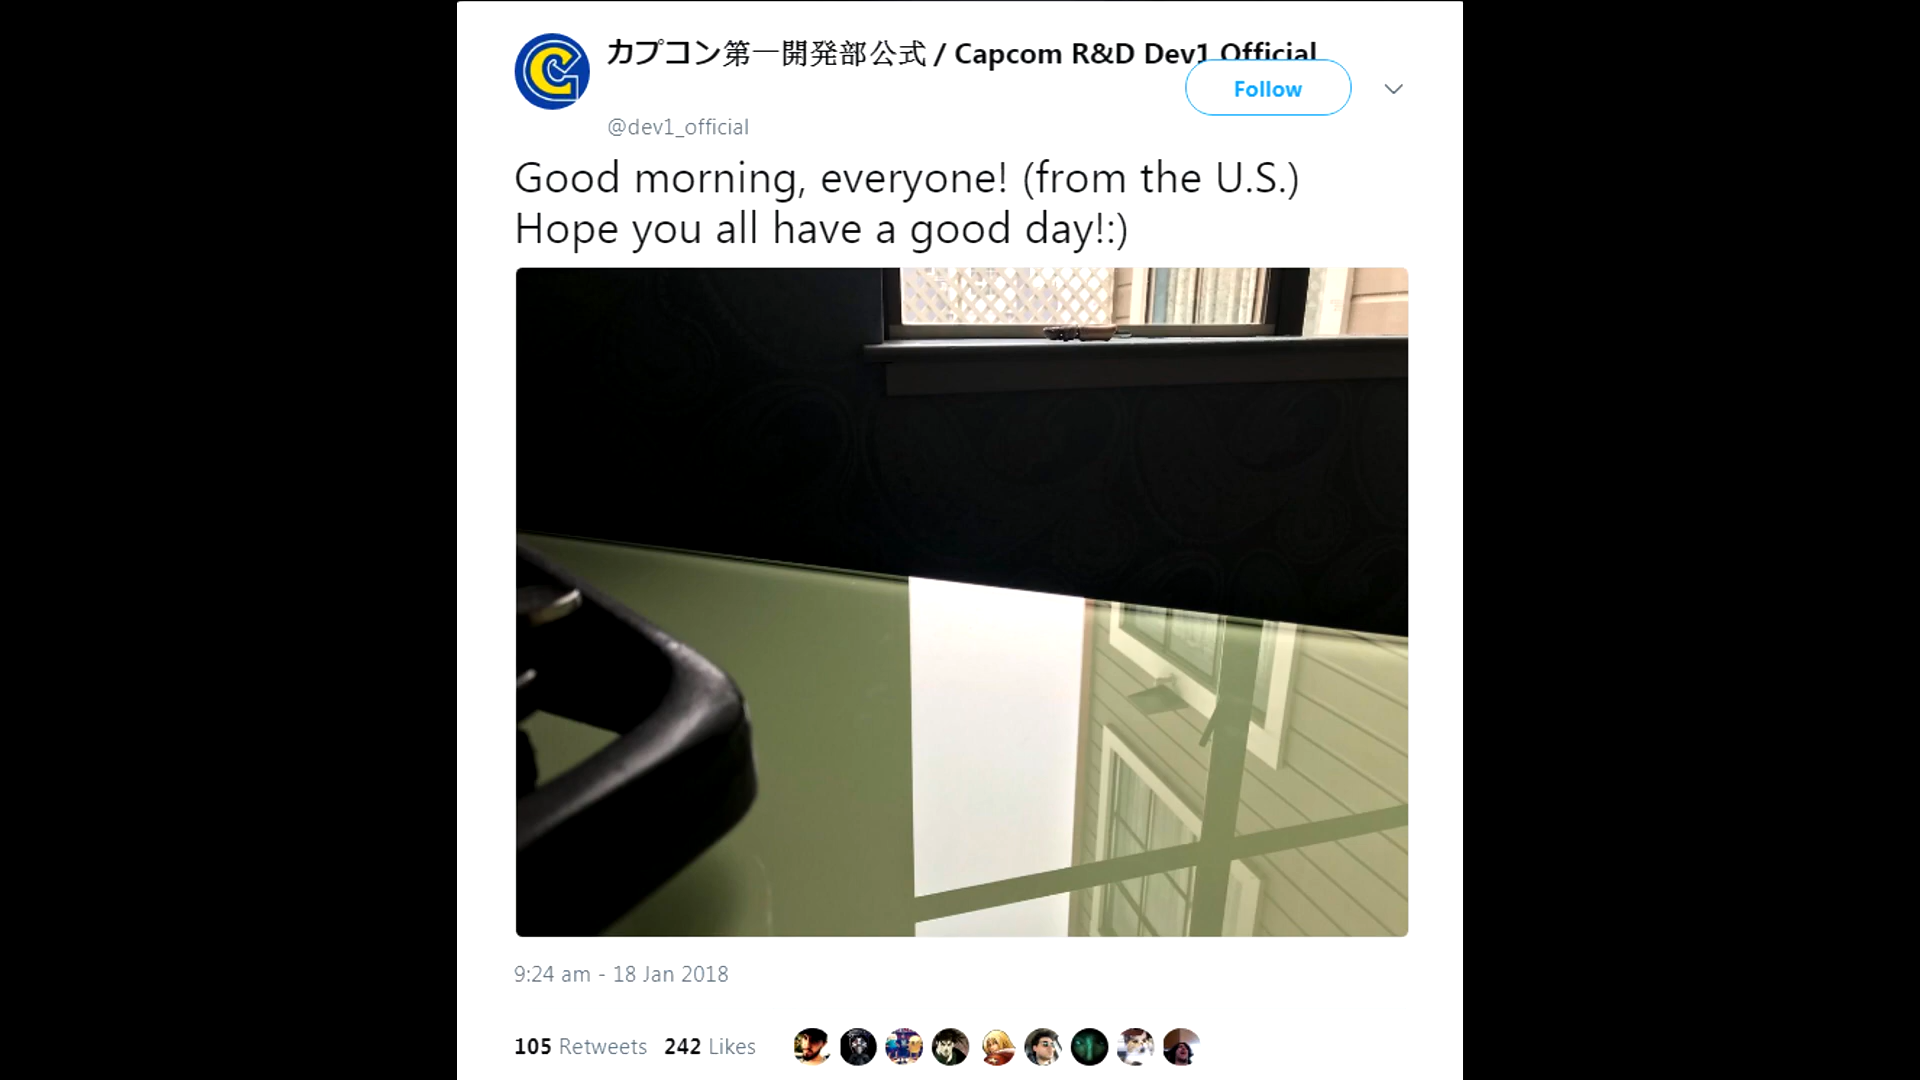 カプコン第一開発部公式 / Capcom R&D Dev1 Official
Follow
@dev1_official
Good morning, everyone! (from the U.S.)
Hope you all have a good day!:)
9:24 am - 18 Jan 2018
105 Retweets 242 Likes